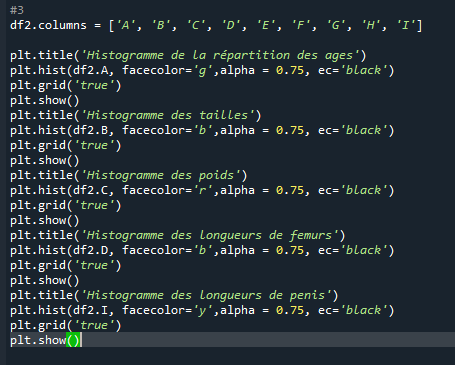 #3
df2.columns = ['A', 'B', 'C', 'D', 'E', 'F', 'G', 'H', 'I']
plt.title('Histogramme de la répartition des ages')
plt.hist(df2.A, facecolor='g',alpha = 0.75, ec='black')
plt.grid('true')
plt.show()
plt.title('Histogramme des tailles')
plt.hist(df2.B, facecolor='b',alpha = 0.75, ec='black')
plt.grid('true')
plt.show()
plt.title('Histogramme des poids')
plt.hist(df2.C, facecolor='r',alpha = 0.75, ec='black')
plt.grid('true')
plt.show()
plt.title('Histogramme des longueurs de femurs')
plt.hist(df2.D, facecolor='b',alpha = 0.75, ec='black')
plt.grid('true')
plt.show()
plt.title('Histogramme des longueurs de penis')
plt.hist(df2.I, facecolor='y',alpha = 0.75, ec='black')
plt.grid('true')
plt.show()